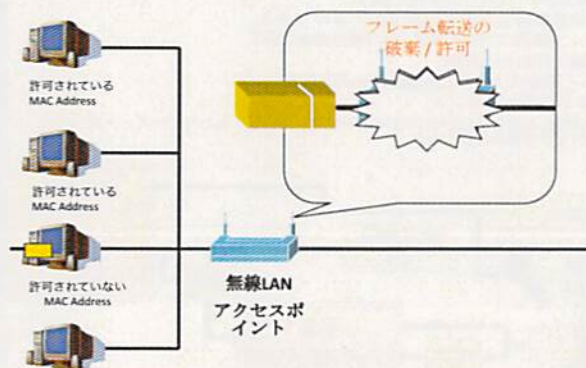 フレーム転送の
破棄 / 許可
許可されている
MAC Address
許可されている
MAC Address
許可されていない
MAC Address
無線LAN
アクセスポ
イント